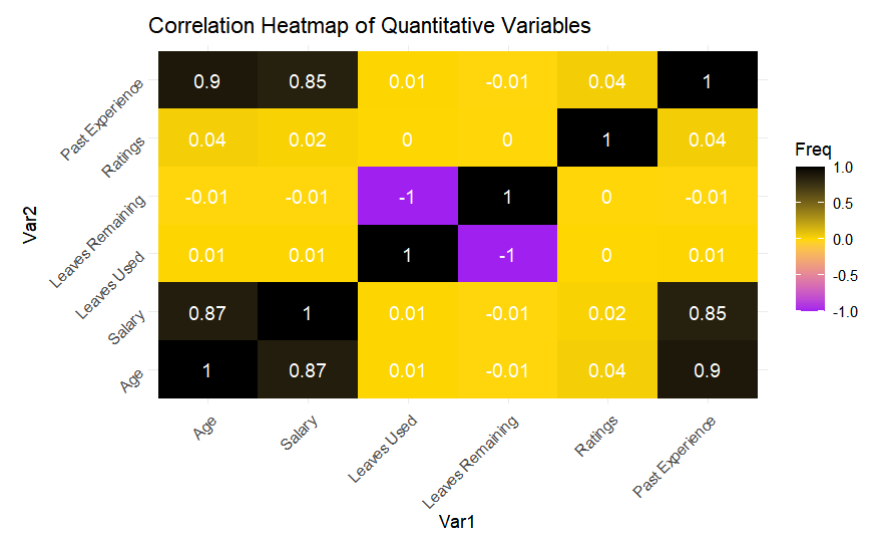 Correlation Heatmap of Quantitative Variables
Var2
Past Experience 0.9 0.85 0.01 -0.01 0.04 1
Ratings 0.04 0.02 0 0 1 0.04
Leaves Remaining -0.01 -0.01 -1 1 0 -0.01
Leaves Used 0.01 0.01 1 -1 0 0.01
Salary 0.87 1 0.01 -0.01 0.02 0.85
Age 1 0.87 0.01 -0.01 0.04 0.9
Age Salary Leaves Used Leaves Remaining Ratings Past Experience
Var1
Freq
1.0
0.5
0.0
-0.5
-1.0